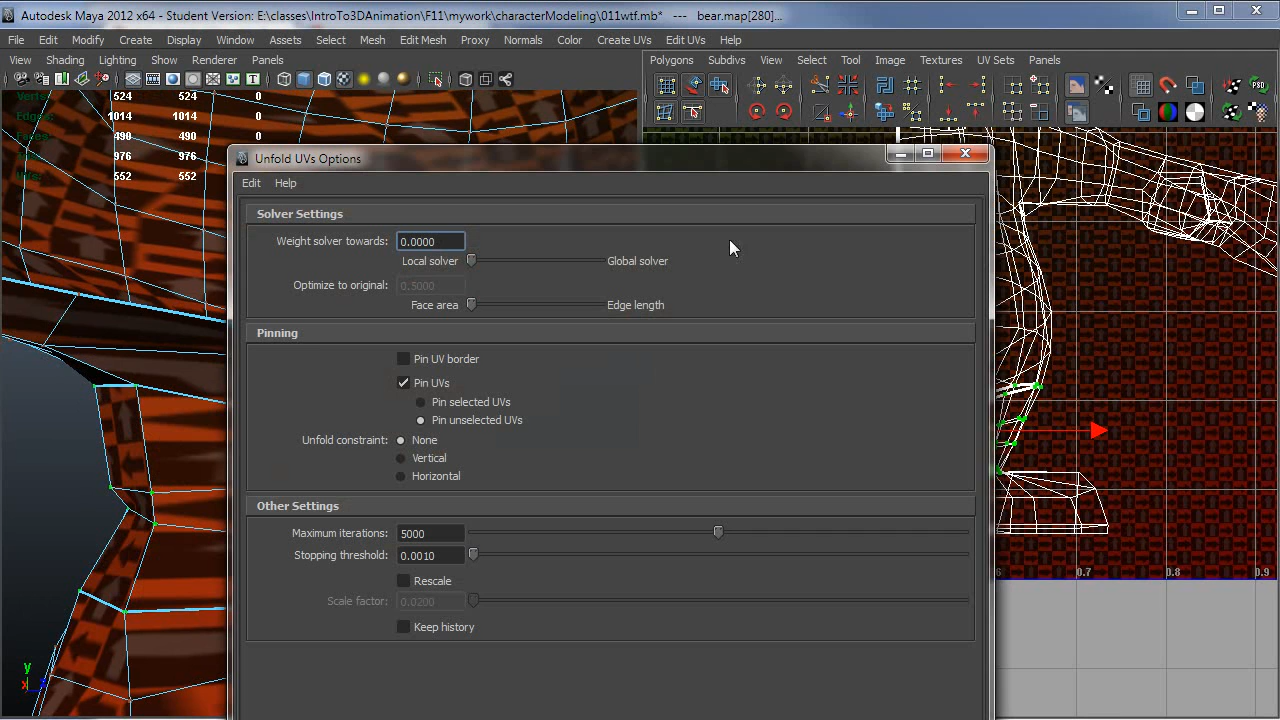 Autodesk Maya 2012 x64 - Student Version: E:\classes\IntroTo3DAnimation\F11\mywork\characterModeling\011wtf.mb* --- bear.map[280]...
File Edit Modify Create Display Window Assets Select Mesh Edit Mesh Proxy Normals Color Create UVs Edit UVs Help
View Shading Lighting Show Renderer Panels
Polygons Subdivs View Select Tool Image Textures UV Sets Panels
Verts: 524 524 0
Edges: 1014 1014 0
Faces: 490 490 0
976 976 0
552 552 0
Unfold UVs Options
Edit Help
Solver Settings
Weight solver towards: 0.0000
Local solver Global solver
Optimize to original: 0.5000
Face area Edge length
Pinning
Pin UV border
Pin UVs
Pin selected UVs
Pin unselected UVs
Unfold constraint: None
Vertical
Horizontal
Other Settings
Maximum iterations: 5000
Stopping threshold: 0.0010
Rescale
Scale factor: 0.0200
Keep history
0.7 0.8 0.9
y
x